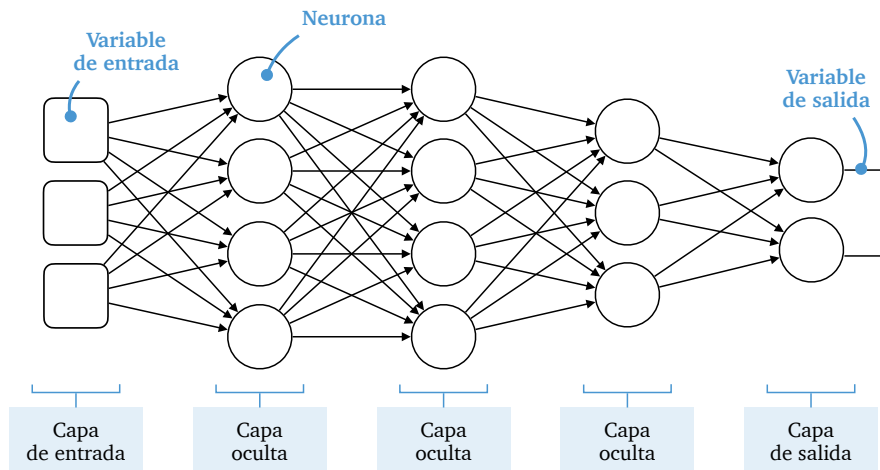 Neurona
Variable
de entrada
Variable
de salida
Capa
de entrada
Capa
oculta
Capa
oculta
Capa
oculta
Capa
de salida